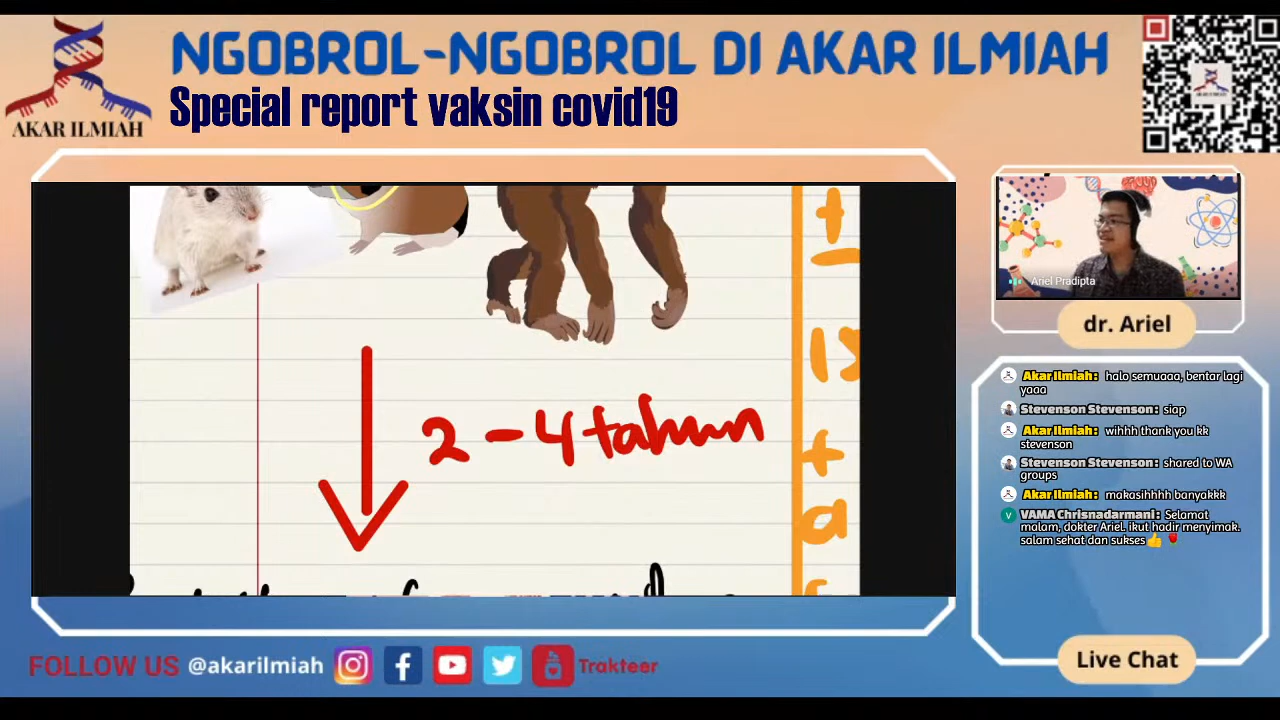 NGOBROL-NGOBROL DI AKAR ILMIAH
Special report vaksin covid19
AKAR ILMIAH
2-4 tahun
+
+
a
Ariel Pradipta
dr. Ariel
Akar Ilmiah : halo semuaaa, bentar lagi
yaaa
Stevenson Stevenson : siap
Akar Ilmiah : wihhh thank you kk
stevenson
Stevenson Stevenson : shared to WA
groups
Akar Ilmiah : makasihhhh banyakkk
V VAMA Chrisnadarmani : Selamat
malam, dokter Ariel. ikut hadir menyimak.
salam sehat dan sukses👍🌹
Live Chat
FOLLOW US @akarilmiah Trakteer